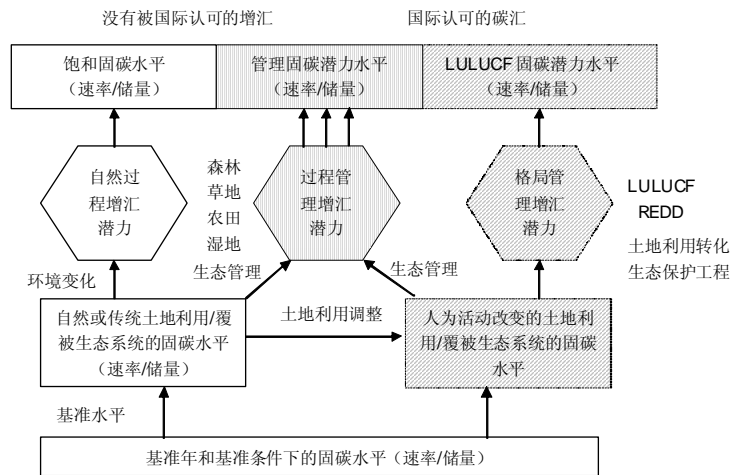 没有被国际认可的增汇
国际认可的碳汇
饱和固碳水平
（速率/储量）
管理固碳潜力水平
（速率/储量）
LULUCF 固碳潜力水平
（速率/储量）
自然过
程增汇
潜力
森林
草地
农田
湿地
过程管
理增汇
潜力
格局管
理增汇
潜力
LULUCF
REDD
土地利用转化
生态保护工程
环境变化
生态管理
生态管理
自然或传统土地利用/覆
被生态系统的固碳水平
（速率/储量）
土地利用调整
人为活动改变的土地利
用/覆被生态系统的固碳
水平
基准水平
基准年和基准条件下的固碳水平（速率/储量）